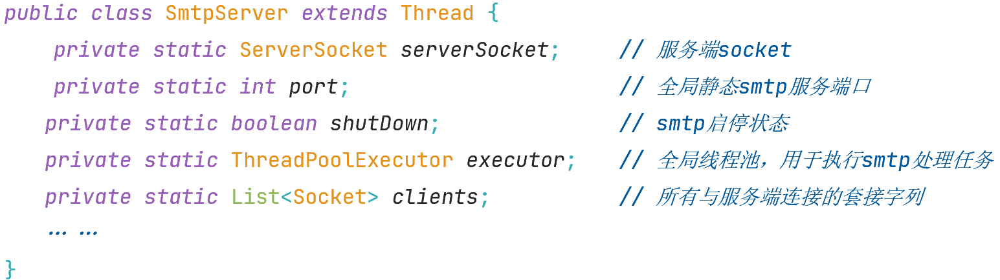 public class SmtpServer extends Thread {
private static ServerSocket serverSocket; // 服务端socket
private static int port; // 全局静态smtp服务端口
private static boolean shutDown; // smtp启停状态
private static ThreadPoolExecutor executor; // 全局线程池，用于执行smtp处理任务
private static List<Socket> clients; // 所有与服务端连接的套接字列
… …
}